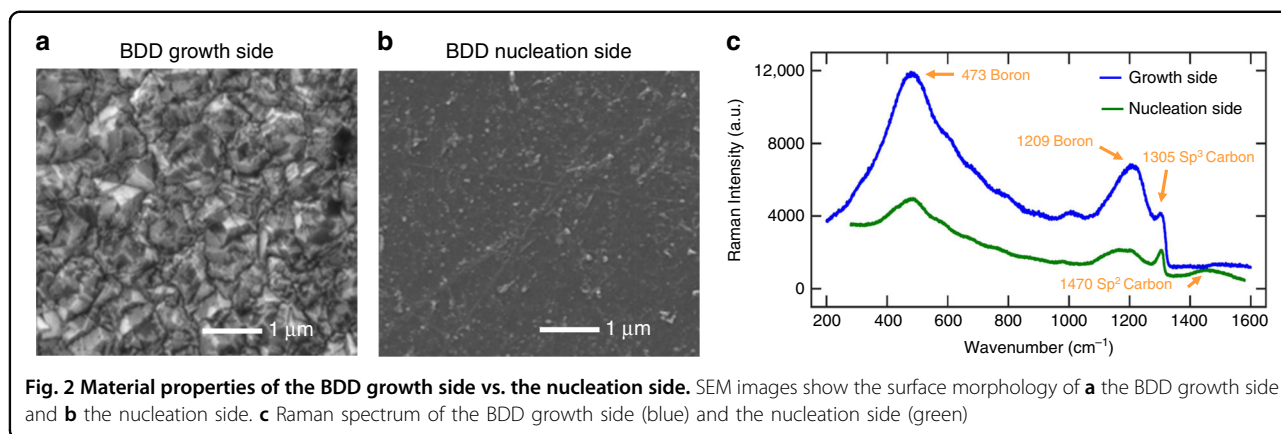 a
BDD growth side
1 μm
b
BDD nucleation side
1 μm
c
Raman Intensity (a.u.)
12,000
8000
4000
0
473 Boron
1209 Boron
1305 Sp³ Carbon
1470 Sp² Carbon
Growth side
Nucleation side
200 400 600 800 1000 1200 1400 1600
Wavenumber (cm⁻¹)
Fig. 2 Material properties of the BDD growth side vs. the nucleation side. SEM images show the surface morphology of a the BDD growth side
and b the nucleation side. c Raman spectrum of the BDD growth side (blue) and the nucleation side (green)